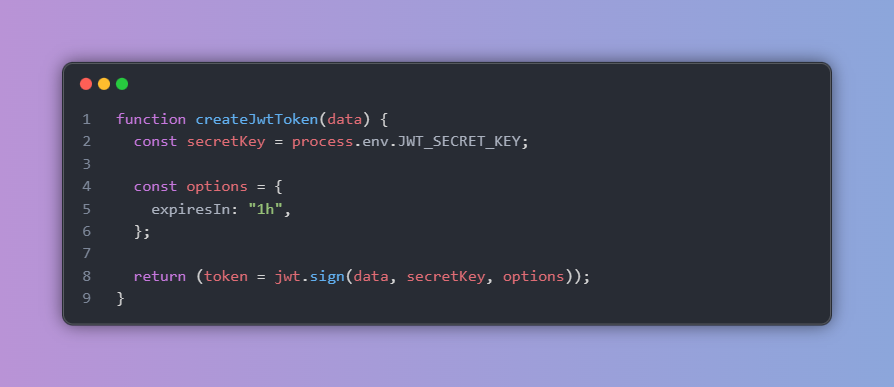 1 function createJwtToken(data) {
2   const secretKey = process.env.JWT_SECRET_KEY;
3
4   const options = {
5     expiresIn: "1h",
6   };
7
8   return (token = jwt.sign(data, secretKey, options));
9 }